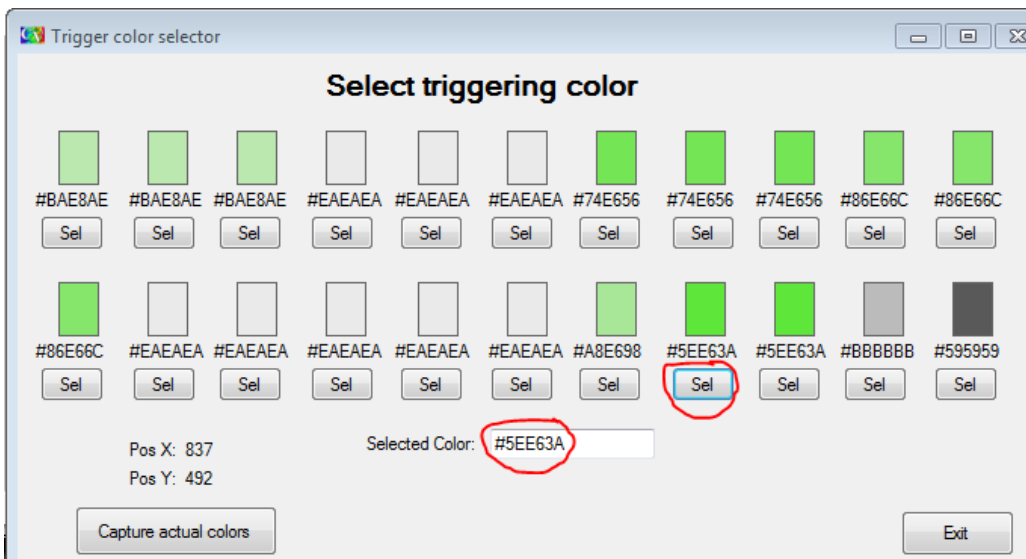 Trigger color selector
Select triggering color
#BAE8AE #BAE8AE #BAE8AE #EAEAEA #EAEAEA #EAEAEA #74E656 #74E656 #74E656 #86E66C #86E66C
Sel Sel Sel Sel Sel Sel Sel Sel Sel Sel Sel
#86E66C #EAEAEA #EAEAEA #EAEAEA #EAEAEA #EAEAEA #A8E698 #5EE63A #5EE63A #BBBBBB #595959
Sel Sel Sel Sel Sel Sel Sel Sel Sel Sel Sel
Pos X: 837 Selected Color: #5EE63A
Pos Y: 492
Capture actual colors Exit